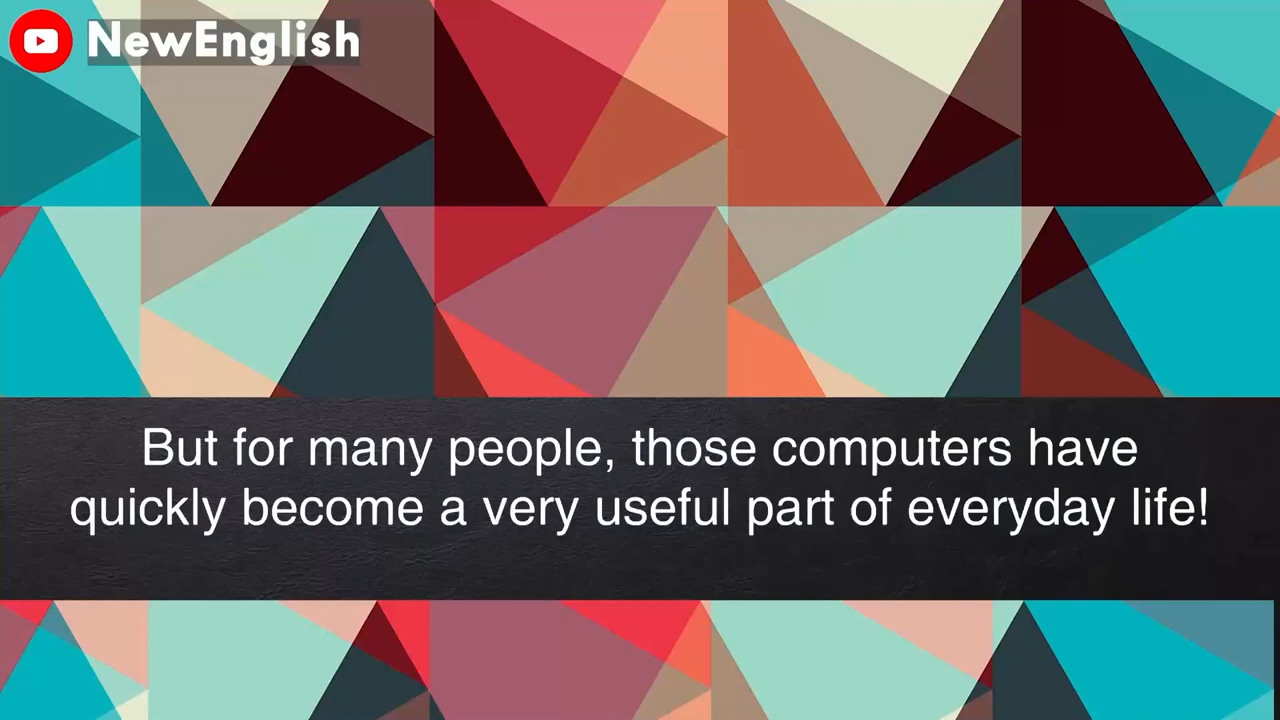 NewEnglish
But for many people, those computers have
quickly become a very useful part of everyday life!